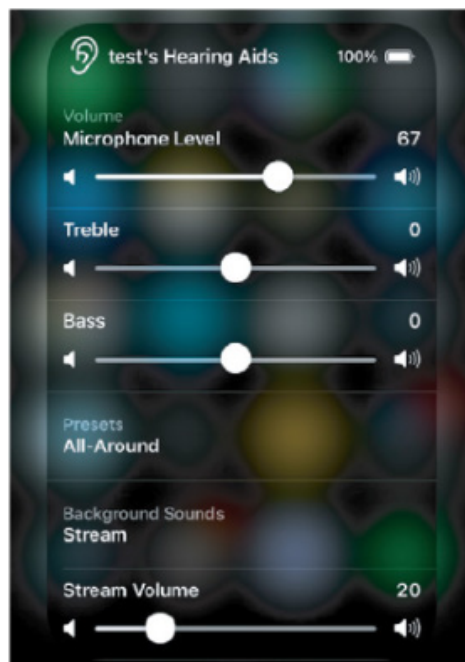 test's Hearing Aids 100%
Volume
Microphone Level 67
Treble 0
Bass 0
Presets
All-Around
Background Sounds
Stream
Stream Volume 20